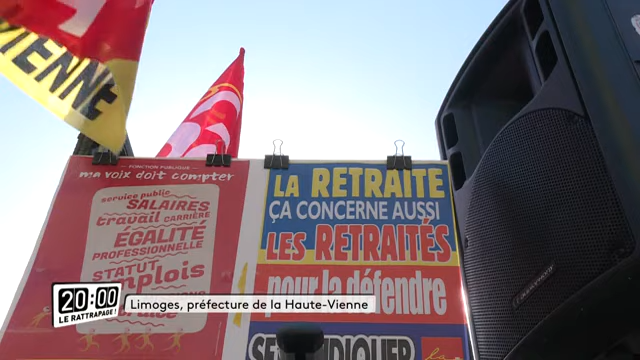 VIENNE
FONCTION PUBLIQUE
ma voix doit compter
service public
SALAIRES
travail CARRIÈRE
ÉGALITÉ
PROFESSIONNELLE
STATUT
emplois
LA RETRAITE
ÇA CONCERNE AUSSI
LES RETRAITÉS
pour la défendre
20:00
LE RATTRAPAGE !
Limoges, préfecture de la Haute-Vienne